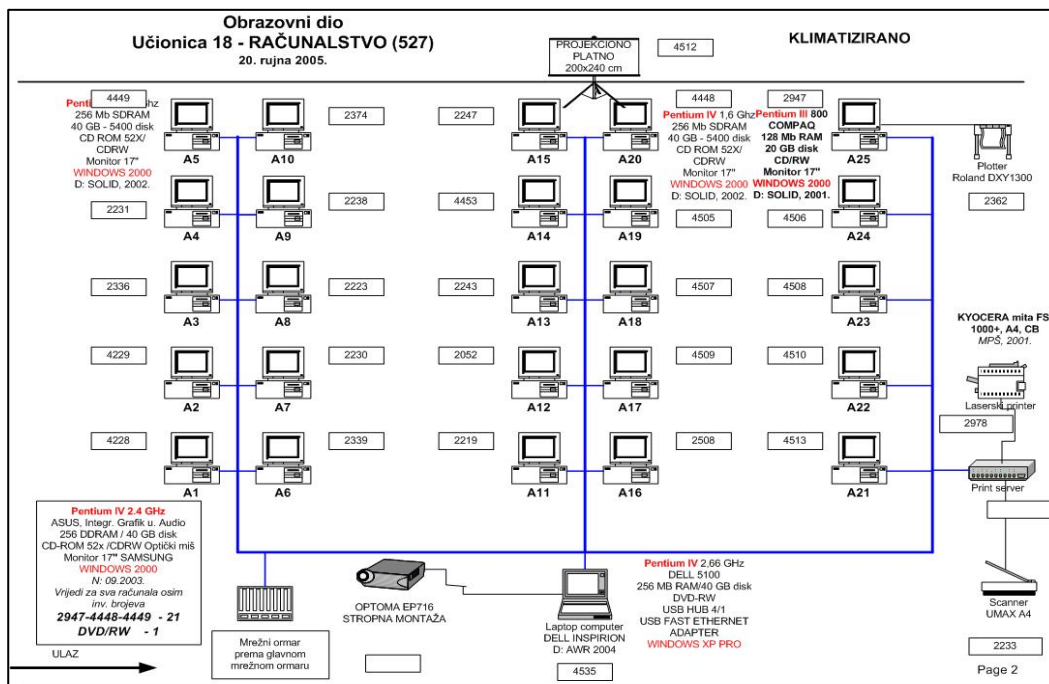 Obrazovni dio
Učionica 18 - RAČUNALSTVO (527)
20. rujna 2005.
PROJEKCIONO
PLATNO
200x240 cm
4512
KLIMATIZIRANO
4449
256 Mb SDRAM
40 GB - 5400 disk
CD ROM 52X/
CDRW
Monitor 17"
WINDOWS 2000
D: SOLID, 2002.
A5
A10
2374
2247
A15
A20
4448
Pentium IV 1,6 Ghz
256 Mb SDRAM
40 GB - 5400 disk
CD ROM 52X/
CDRW
Monitor 17"
WINDOWS 2000
D: SOLID, 2002.
2947
Pentium III 800
COMPAQ
128 Mb RAM
20 GB disk
CD/RW
Monitor 17"
WINDOWS 2000
D: SOLID, 2001.
A25
Plotter
Roland DXY1300
2362
2231
A4
A9
2238
4453
A14
A19
4505
4506
A24
2336
A3
A8
2223
2243
A13
A18
4507
4508
A23
KYOCERA mita FS
1000+, A4, CB
MPŠ, 2001.
Laserski printer
2978
4229
A2
A7
2230
2052
A12
A17
4509
4510
A22
4228
A1
A6
2339
2219
A11
A16
2508
4513
A21
Print server
Pentium IV 2.4 GHz
ASUS, Integr. Grafik u. Audio
256 DDRAM / 40 GB disk
CD-ROM 52x /CDRW Optički miš
Monitor 17" SAMSUNG
WINDOWS 2000
N: 09.2003.
Vrijedi za sva računala osim
inv. brojeva
2947-4448-4449 - 21
DVD/RW - 1
ULAZ
Mrežni ormar
prema glavnom
mrežnom ormaru
OPTOMA EP716
STROPNA MONTAŽA
Laptop computer
DELL INSPIRION
D: AWR 2004
4535
Pentium IV 2,66 GHz
DELL 5100
256 MB RAM/40 GB disk
DVD-RW
USB HUB 4/1
USB FAST ETHERNET
ADAPTER
WINDOWS XP PRO
Scanner
UMAX A4
2233
Page 2